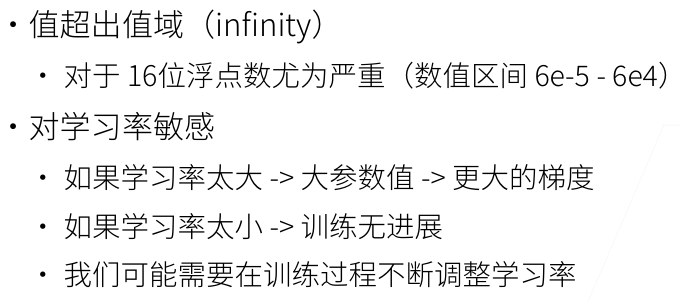 • 值超出值域（infinity）
• 对于 16位浮点数尤为严重（数值区间 6e-5 - 6e4）
• 对学习率敏感
• 如果学习率太大 -> 大参数值 -> 更大的梯度
• 如果学习率太小 -> 训练无进展
• 我们可能需要在训练过程不断调整学习率